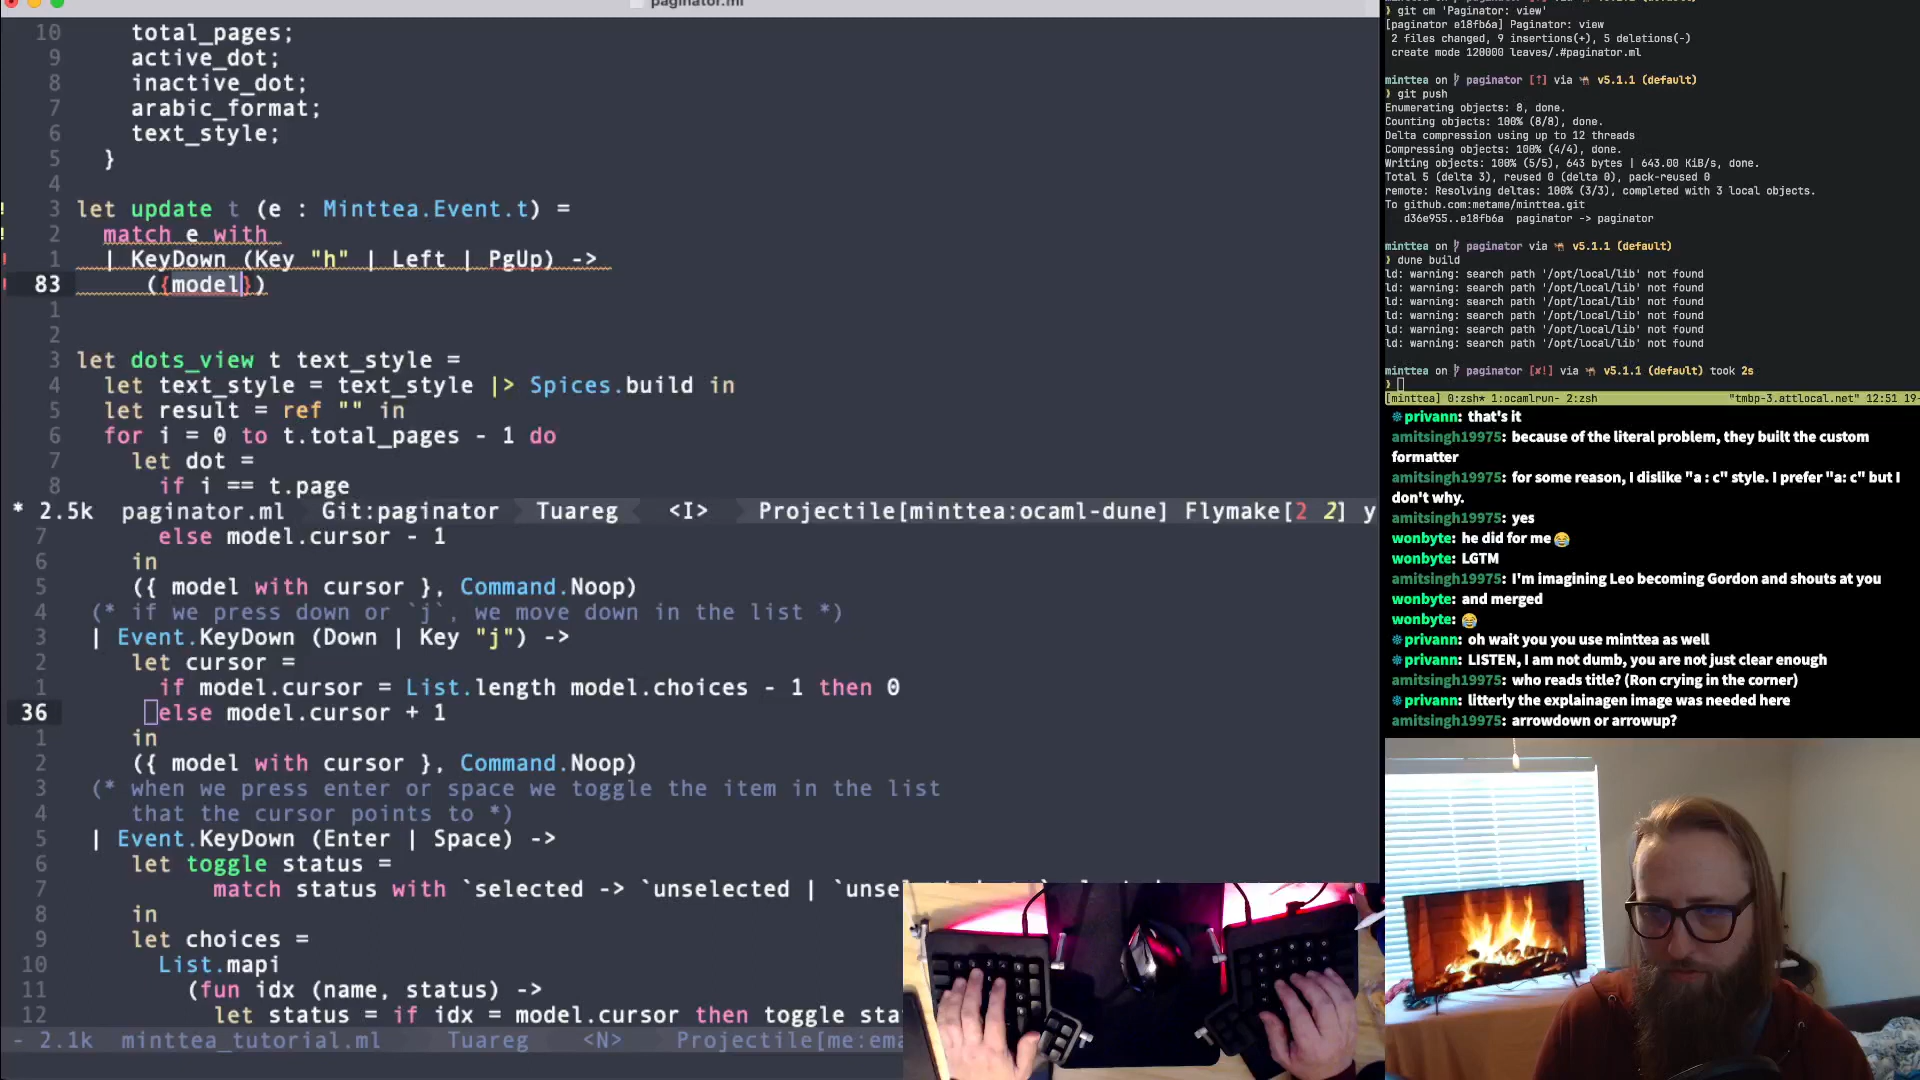 paginator.ml
10 total_pages;
9 active_dot;
8 inactive_dot;
7 arabic_format;
6 text_style;
5 }
4
3 let update t (e : Minttea.Event.t) =
2 match e with
1 | KeyDown (Key "h" | Left | PgUp) ->
83 ({model})
1
2
3 let dots_view t text_style =
4 let text_style = text_style |> Spices.build in
5 let result = ref "" in
6 for i = 0 to t.total_pages - 1 do
7 let dot =
8 if i == t.page
* 2.5k paginator.ml Git:paginator Tuareg <I> Projectile[minttea:ocaml-dune] Flymake[2 2] y
7 else model.cursor - 1
6 in
5 ({ model with cursor }, Command.Noop)
4 (* if we press down or `j`, we move down in the list *)
3 | Event.KeyDown (Down | Key "j") ->
2 let cursor =
1 if model.cursor = List.length model.choices - 1 then 0
36 else model.cursor + 1
1 in
2 ({ model with cursor }, Command.Noop)
3 (* when we press enter or space we toggle the item in the list
4 that the cursor points to *)
5 | Event.KeyDown (Enter | Space) ->
6 let toggle status =
7 match status with `selected -> `unselected |
8 in
9 let choices =
10 List.mapi
11 (fun idx (name, status) ->
12 let status = if idx = model.cursor then toggle sta
- 2.1k minttea_tutorial.ml Tuareg <N> Projectile[me:ema
❯ git cm 'Paginator: view'
[paginator e18fb6a] Paginator: view
2 files changed, 9 insertions(+), 5 deletions(-)
create mode 120000 leaves/.#paginator.ml
minttea on paginator [↑] via 🐫 v5.1.1 (default)
❯ git push
Enumerating objects: 8, done.
Counting objects: 100% (8/8), done.
Delta compression using up to 12 threads
Compressing objects: 100% (4/4), done.
Writing objects: 100% (5/5), 643 bytes | 643.00 KiB/s, done.
Total 5 (delta 3), reused 0 (delta 0), pack-reused 0
remote: Resolving deltas: 100% (3/3), completed with 3 local objects.
To github.com:metame/minttea.git
d36e955..e18fb6a paginator -> paginator
minttea on paginator via 🐫 v5.1.1 (default)
❯ dune build
ld: warning: search path '/opt/local/lib' not found
ld: warning: search path '/opt/local/lib' not found
ld: warning: search path '/opt/local/lib' not found
ld: warning: search path '/opt/local/lib' not found
ld: warning: search path '/opt/local/lib' not found
ld: warning: search path '/opt/local/lib' not found
minttea on paginator [✘!] via 🐫 v5.1.1 (default) took 2s
❯
[minttea] 0:zsh* 1:ocamlrun- 2:zsh "tmbp-3.attlocal.net" 12:51 19-
privann: that's it
amitsingh19975: because of the literal problem, they built the custom
formatter
amitsingh19975: for some reason, I dislike "a : c" style. I prefer "a: c" but I
don't why.
amitsingh19975: yes
wonbyte: he did for me 😂
wonbyte: LGTM
amitsingh19975: I'm imagining Leo becoming Gordon and shouts at you
wonbyte: and merged
wonbyte: 😂
privann: oh wait you you use minttea as well
privann: LISTEN, I am not dumb, you are not just clear enough
amitsingh19975: who reads title? (Ron crying in the corner)
privann: litterly the explainagen image was needed here
amitsingh19975: arrowdown or arrowup?